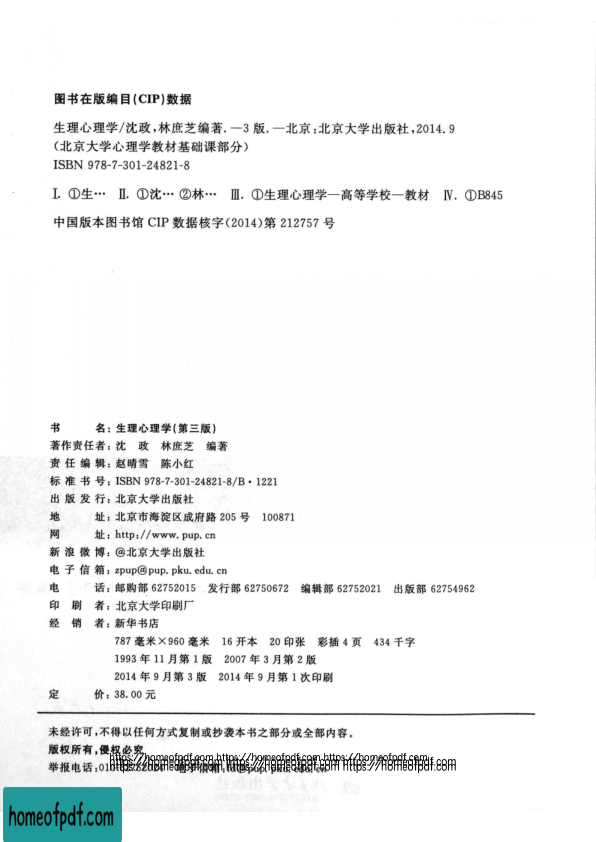 图书在版编目(CIP)数据
生理心理学/沈政,林庶芝编著.—3版.—北京:北京大学出版社,2014.9
(北京大学心理学教材基础课部分)
ISBN 978-7-301-24821-8
Ⅰ.①生… Ⅱ.①沈…②林… Ⅲ.①生理心理学—高等学校—教材 Ⅳ.①B845
中国版本图书馆CIP数据核字(2014)第212757号
书 名:生理心理学(第三版)
著作责任者:沈 政 林庶芝 编著
责任编辑:赵晴雪 陈小红
标准书号:ISBN 978-7-301-24821-8/B·1221
出版发行:北京大学出版社
地 址:北京市海淀区成府路205号 100871
网 址:http://www.pup.cn
新浪微博:@北京大学出版社
电子信箱:zpup@pup.pku.edu.cn
电 话:邮购部62752015 发行部62750672 编辑部62752021 出版部62754962
印刷者:北京大学印刷厂
经销者:新华书店
787毫米×960毫米 16开本 20印张 彩插4页 434千字
1993年11月第1版 2007年3月第2版
2014年9月第3版 2014年9月第1次印刷
定 价:38.00元
未经许可,不得以任何方式复制或抄袭本书之部分或全部内容。
版权所有,侵权必究
https://homeofpdf.com https://homeofpdf.com https://homeofpdf.com
举报电话:010 电子信箱:fd@pup.pku.edu.cn
https://homeofpdf.com https://homeofpdf.com https://homeofpdf.com
homeofpdf.com